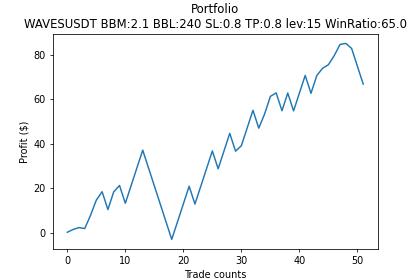 Portfolio
WAVESUSDT BBM:2.1 BBL:240 SL:0.8 TP:0.8 lev:15 WinRatio:65.0
Profit ($)
80
60
40
20
0
0 10 20 30 40 50
Trade counts